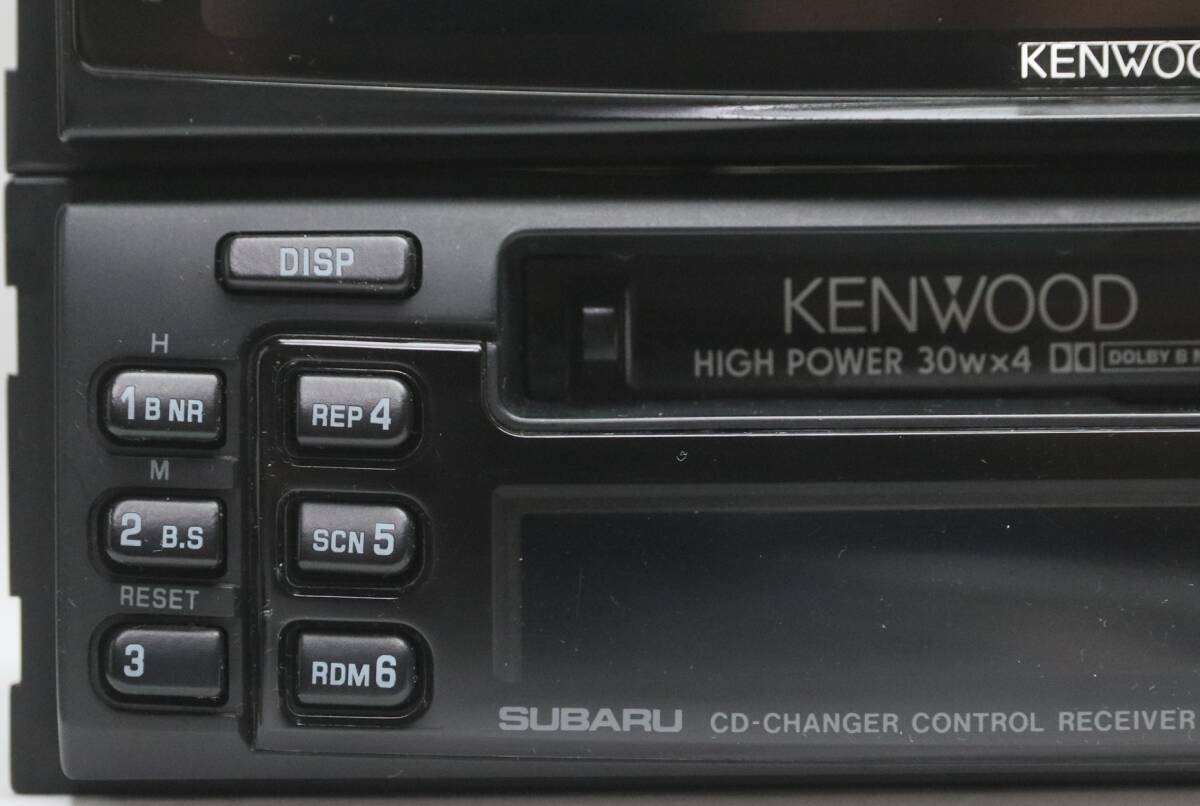 KENWOO
DISP
KENWOOD
HIGH POWER 30W×4 DOLBY B N
H
1 B NR
REP 4
M
2 B.S
SCN 5
RESET
3
RDM 6
SUBARU CD-CHANGER CONTROL RECEIVER